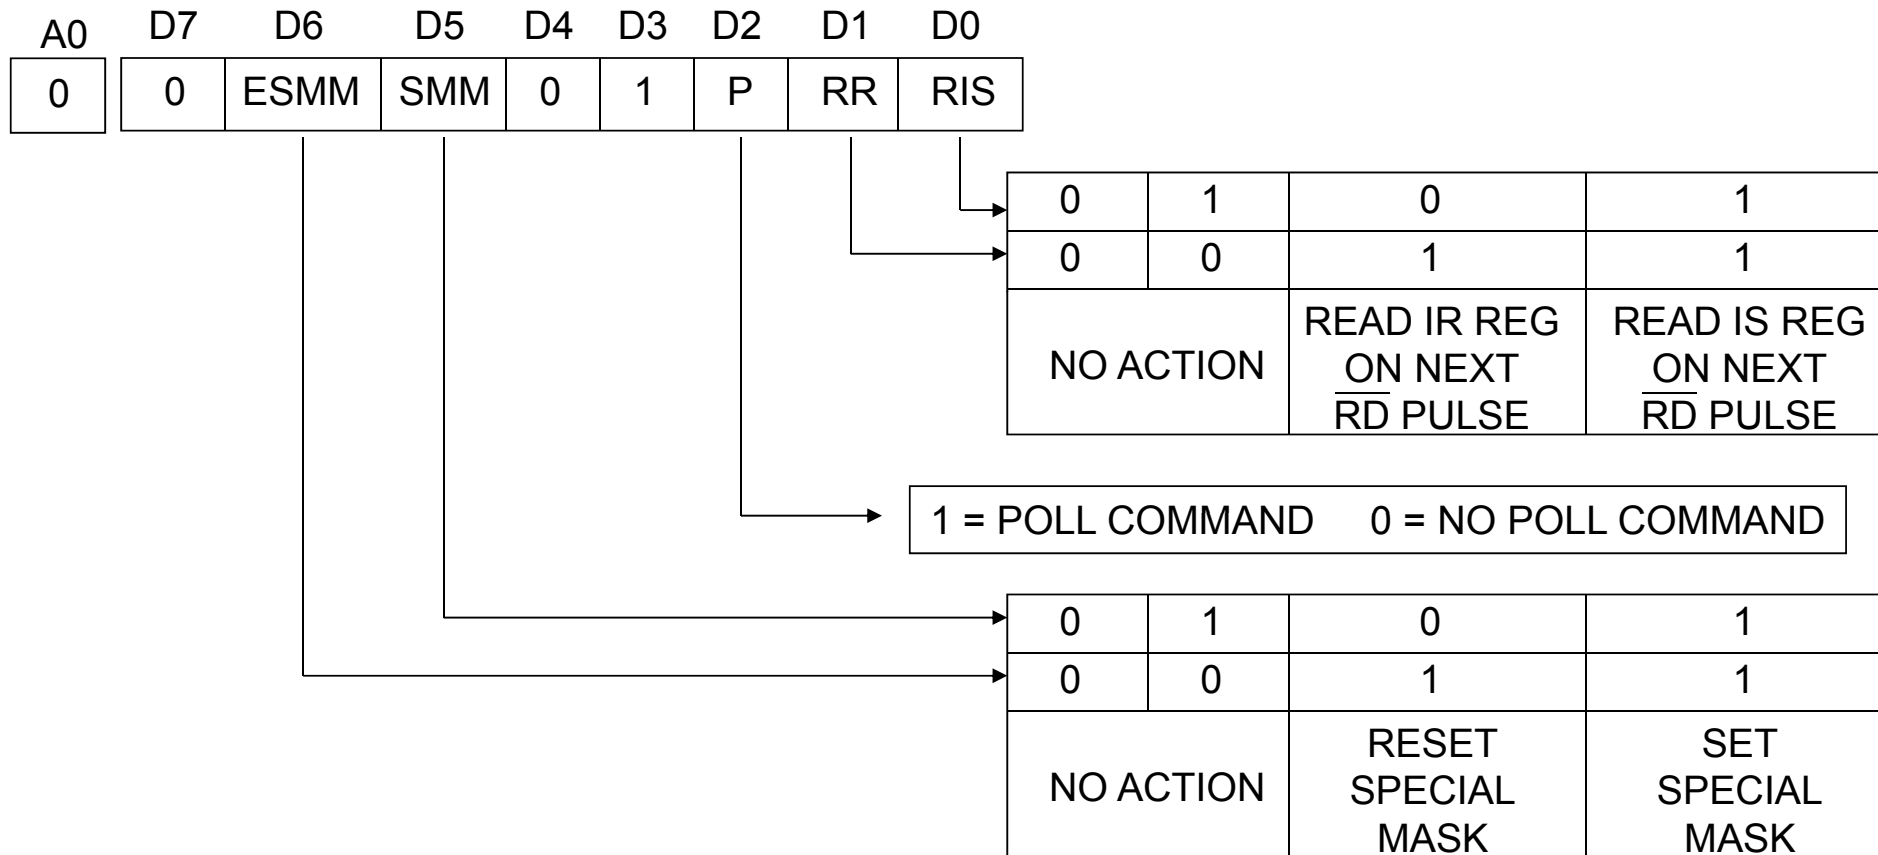 A0 D7 D6 D5 D4 D3 D2 D1 D0
0 0 ESMM SMM 0 1 P RR RIS
0 1 0 1
0 0 1 1
NO ACTION
READ IR REG
ON NEXT
RD PULSE
READ IS REG
ON NEXT
RD PULSE
1 = POLL COMMAND 0 = NO POLL COMMAND
0 1 0 1
0 0 1 1
NO ACTION
RESET
SPECIAL
MASK
SET
SPECIAL
MASK